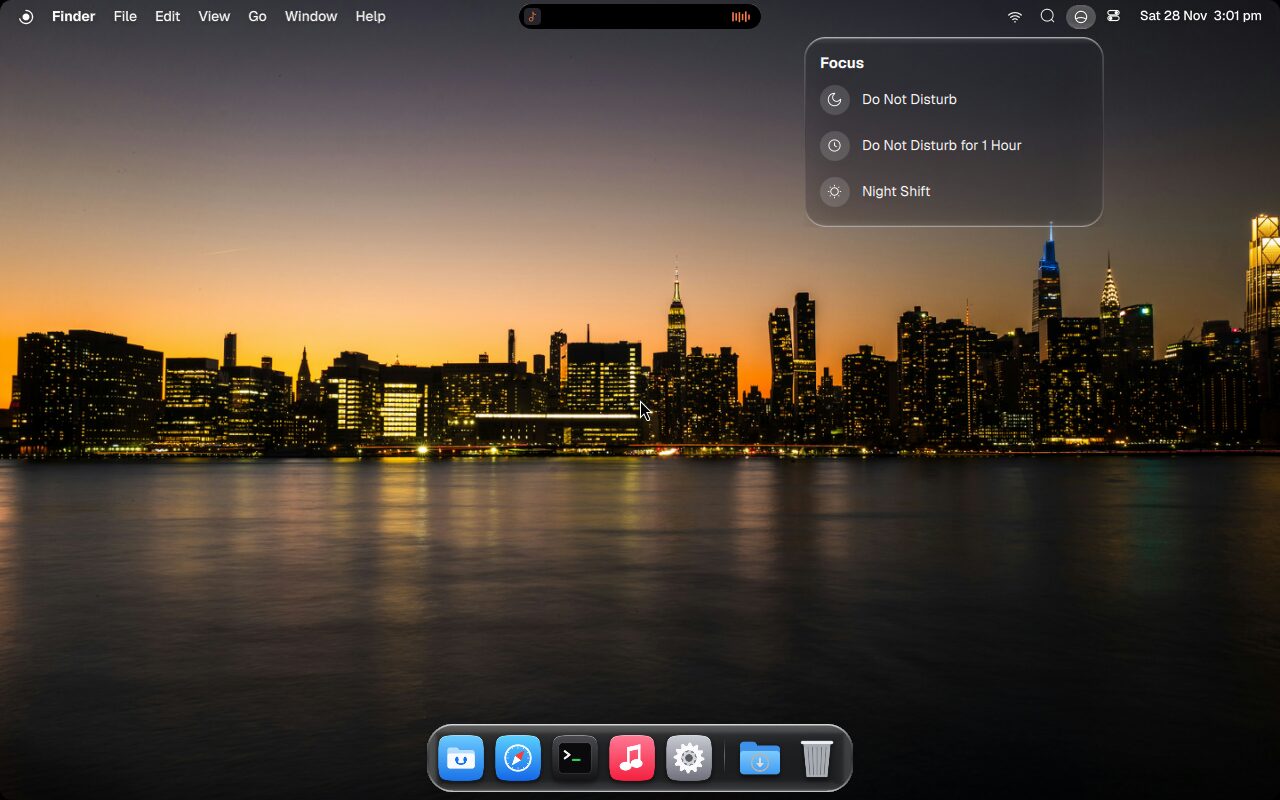 Finder File Edit View Go Window Help Sat 28 Nov 3:01 pm
Focus
Do Not Disturb
Do Not Disturb for 1 Hour
Night Shift